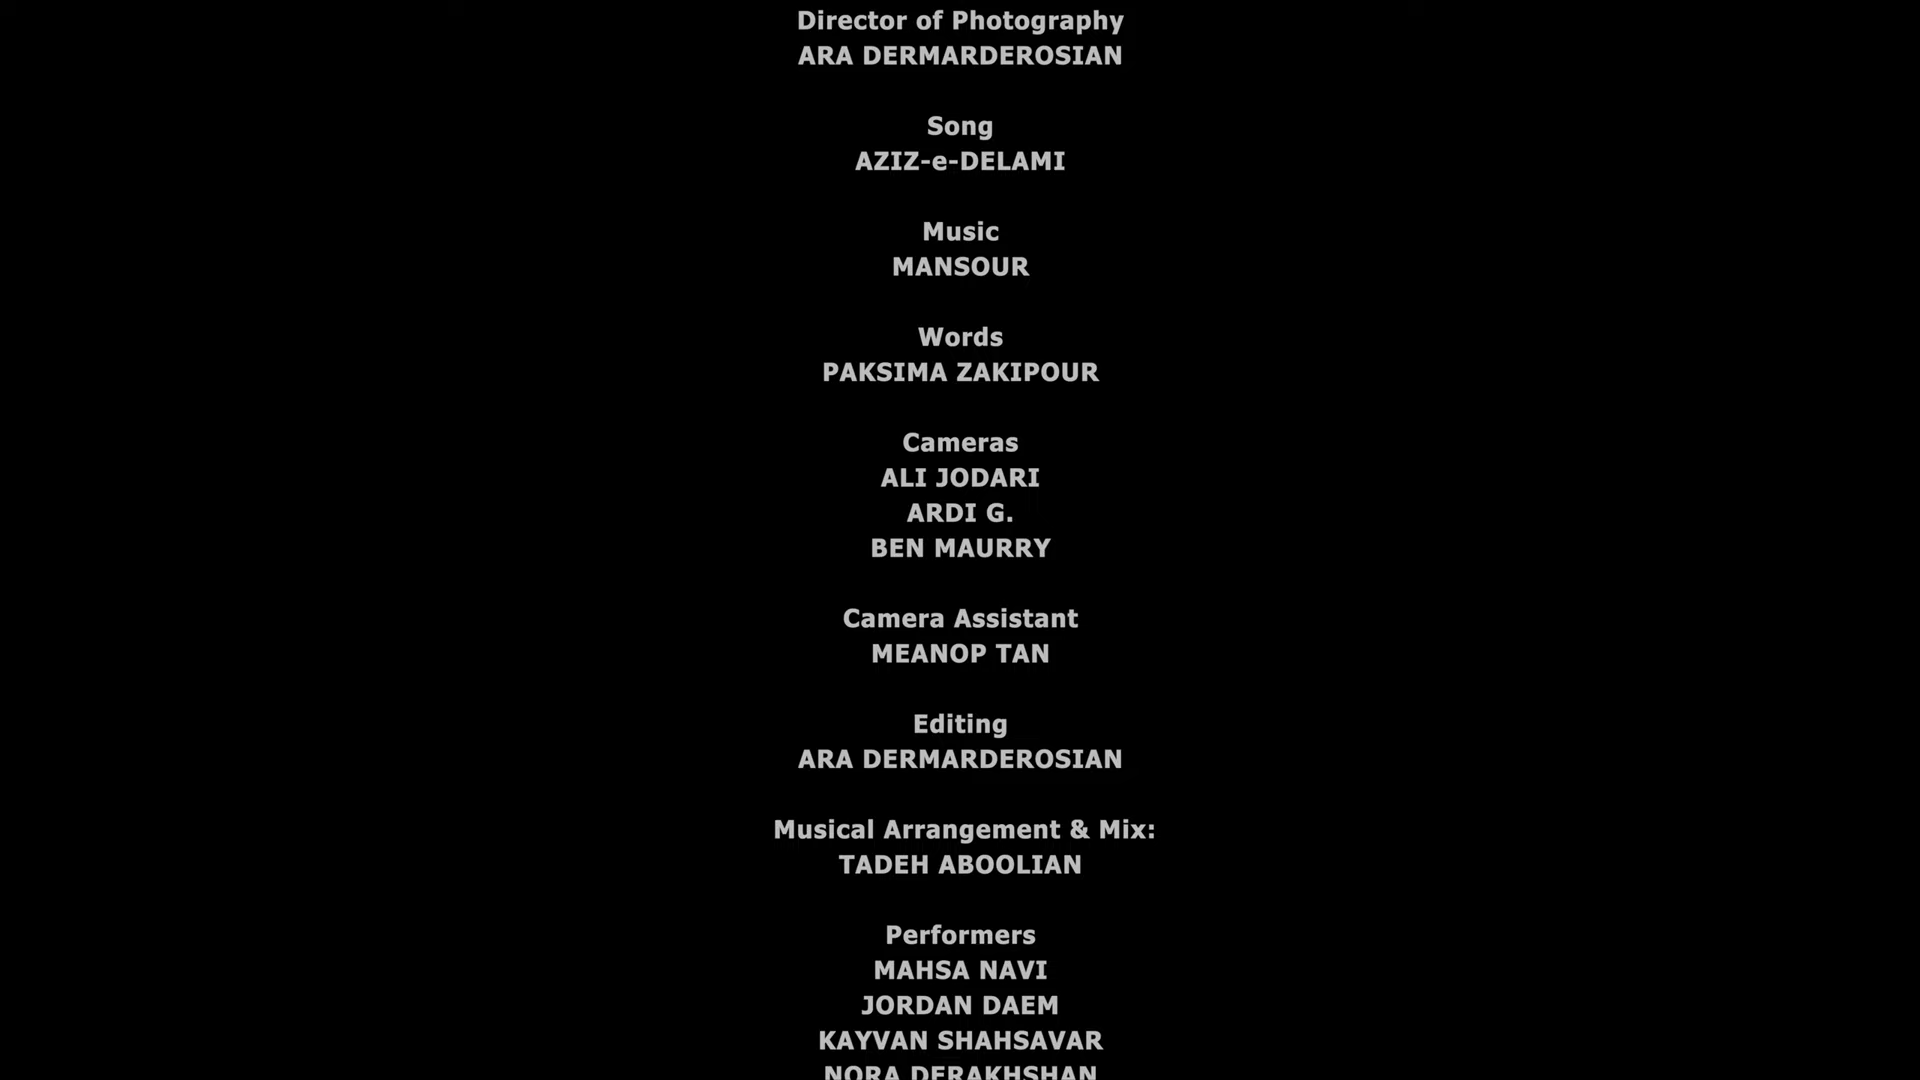 Director of Photography
ARA DERMARDEROSIAN
Song
AZIZ-e-DELAMI
Music
MANSOUR
Words
PAKSIMA ZAKIPOUR
Cameras
ALI JODARI
ARDI G.
BEN MAURRY
Camera Assistant
MEANOP TAN
Editing
ARA DERMARDEROSIAN
Musical Arrangement & Mix:
TADEH ABOOLIAN
Performers
MAHSA NAVI
JORDAN DAEM
KAYVAN SHAHSAVAR
NORA DERAKHSHAN